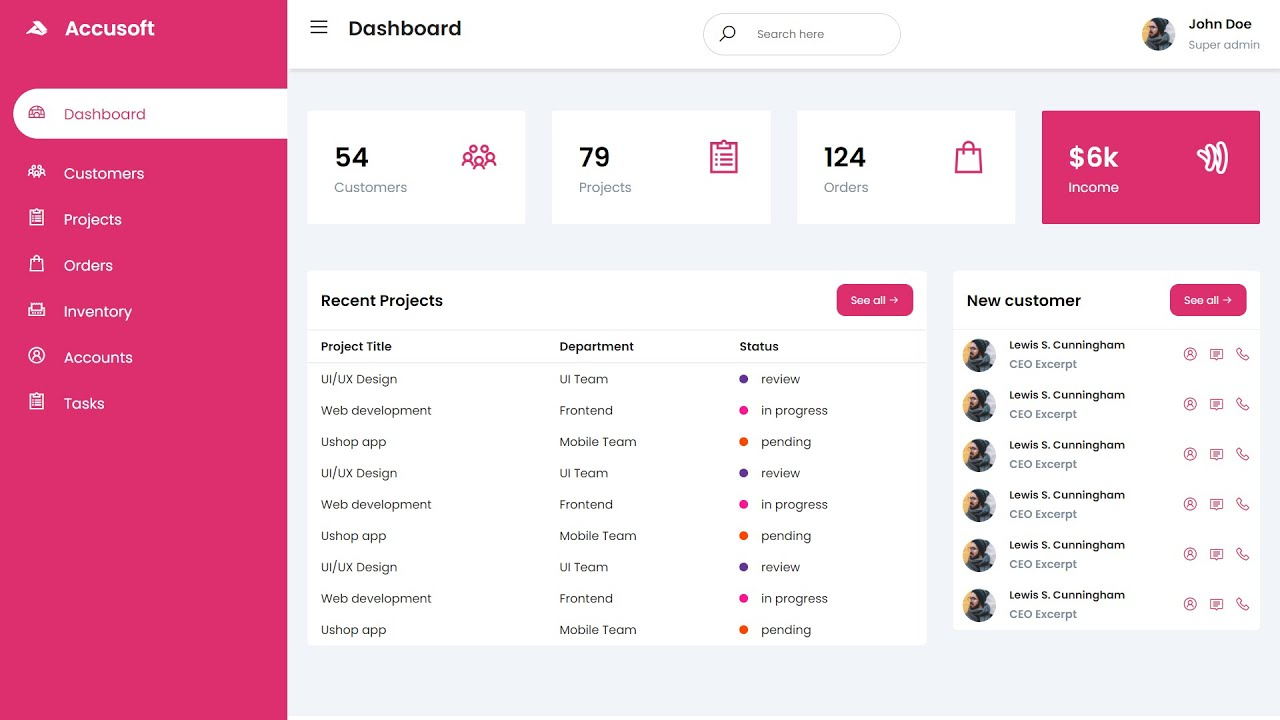 Accusoft
Dashboard
Customers
Projects
Orders
Inventory
Accounts
Tasks
Dashboard
Search here
John Doe
Super admin
54
Customers
79
Projects
124
Orders
$6k
Income
Recent Projects
See all →
Project Title Department Status
UI/UX Design UI Team review
Web development Frontend in progress
Ushop app Mobile Team pending
UI/UX Design UI Team review
Web development Frontend in progress
Ushop app Mobile Team pending
UI/UX Design UI Team review
Web development Frontend in progress
Ushop app Mobile Team pending
New customer
See all →
Lewis S. Cunningham
CEO Excerpt
Lewis S. Cunningham
CEO Excerpt
Lewis S. Cunningham
CEO Excerpt
Lewis S. Cunningham
CEO Excerpt
Lewis S. Cunningham
CEO Excerpt
Lewis S. Cunningham
CEO Excerpt